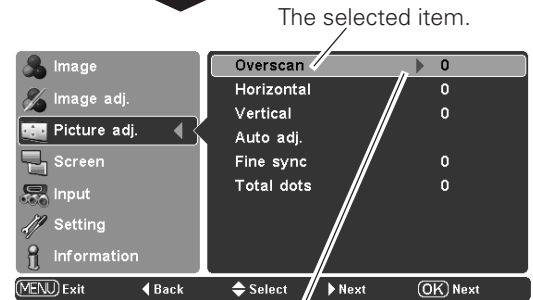 The selected item.
Image
Image adj.
Picture adj.
Screen
Input
Setting
Information
Overscan 0
Horizontal 0
Vertical 0
Auto adj.
Fine sync 0
Total dots 0
MENU Exit Back Select Next OK Next